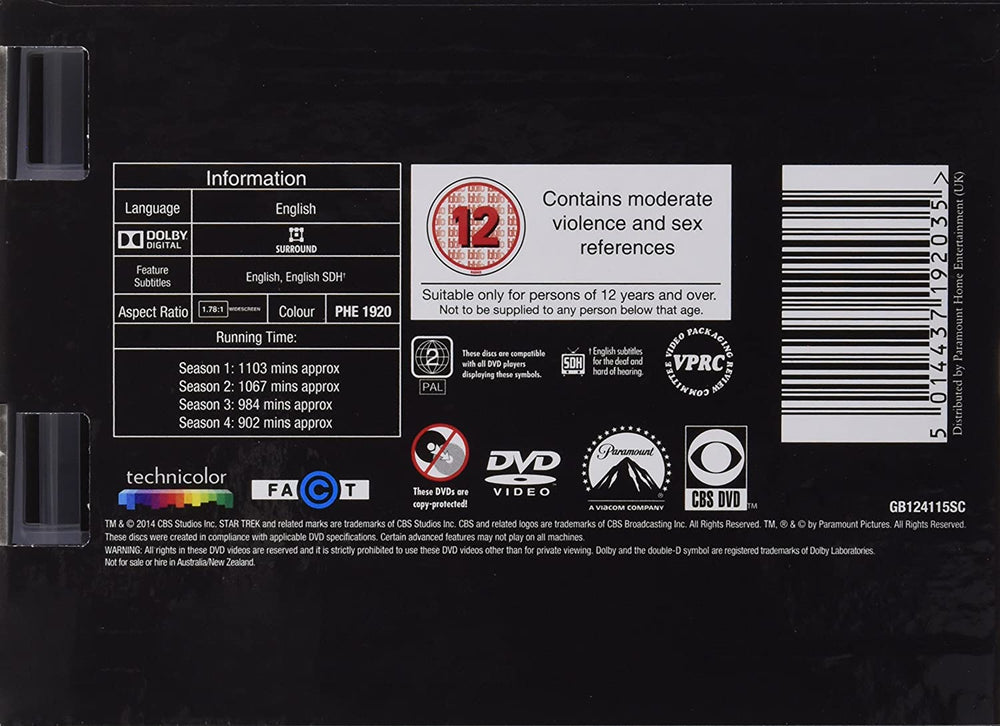 Information
Language English
DOLBY DIGITAL SURROUND
Feature Subtitles English, English SDH†
Aspect Ratio 1.78:1 WIDESCREEN Colour PHE 1920
Running Time:
Season 1: 1103 mins approx
Season 2: 1067 mins approx
Season 3: 984 mins approx
Season 4: 902 mins approx
12
Contains moderate
violence and sex
references
Suitable only for persons of 12 years and over.
Not to be supplied to any person below that age.
2
PAL
These discs are compatible
with all DVD players
displaying these symbols.
SDH
† English subtitles
for the deaf and
hard of hearing.
VIDEO PACKAGING REVIEW COMMITTEE
VPRC
5 014437 192035 >
Distributed by Paramount Home Entertainment (UK)
technicolor
FACT
These DVDs are
copy-protected!
DVD
VIDEO
Paramount
A VIACOM COMPANY
CBS DVD TM
GB124115SC
TM & © 2014 CBS Studios Inc. STAR TREK and related marks are trademarks of CBS Studios Inc. CBS and related logos are trademarks of CBS Broadcasting Inc. All Rights Reserved. TM, ® & © by Paramount Pictures. All Rights Reserved.
These discs were created in compliance with applicable DVD specifications. Certain advanced features may not play on all machines.
WARNING: All rights in these DVD videos are reserved and it is strictly prohibited to use these DVD videos other than for private viewing. Dolby and the double-D symbol are registered trademarks of Dolby Laboratories.
Not for sale or hire in Australia/New Zealand.